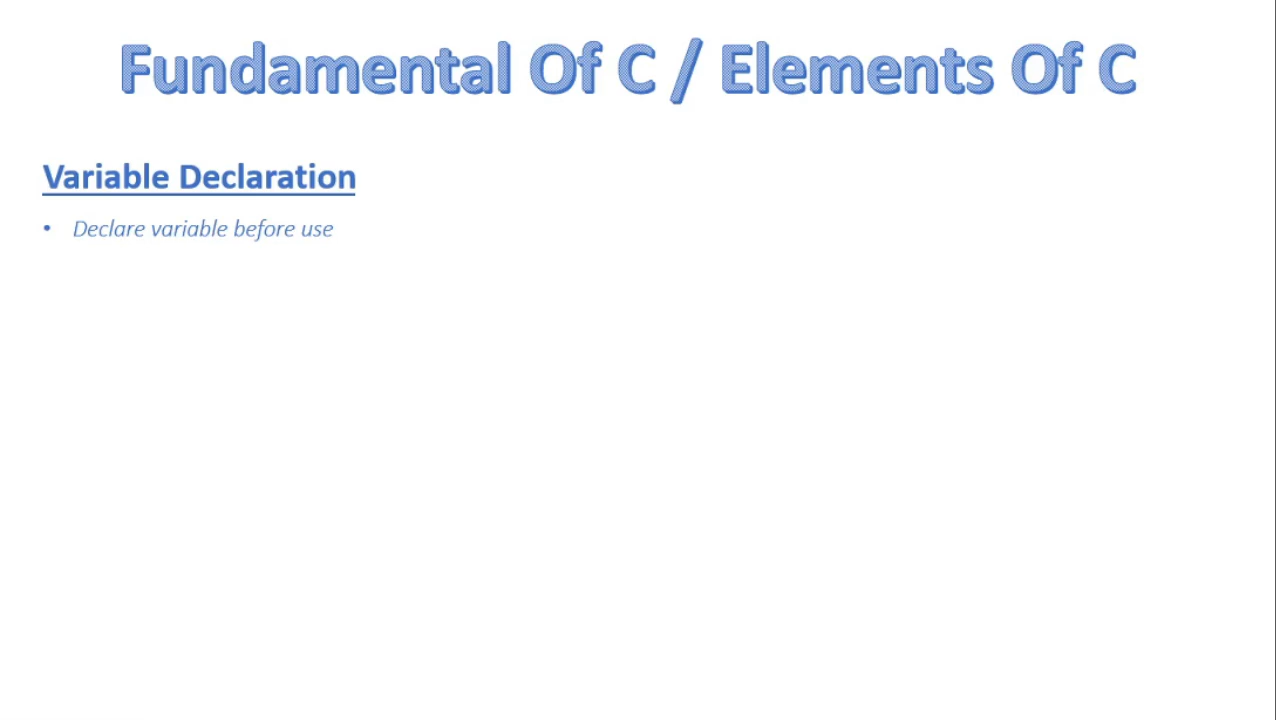 Fundamental Of C / Elements Of C
Variable Declaration
• Declare variable before use